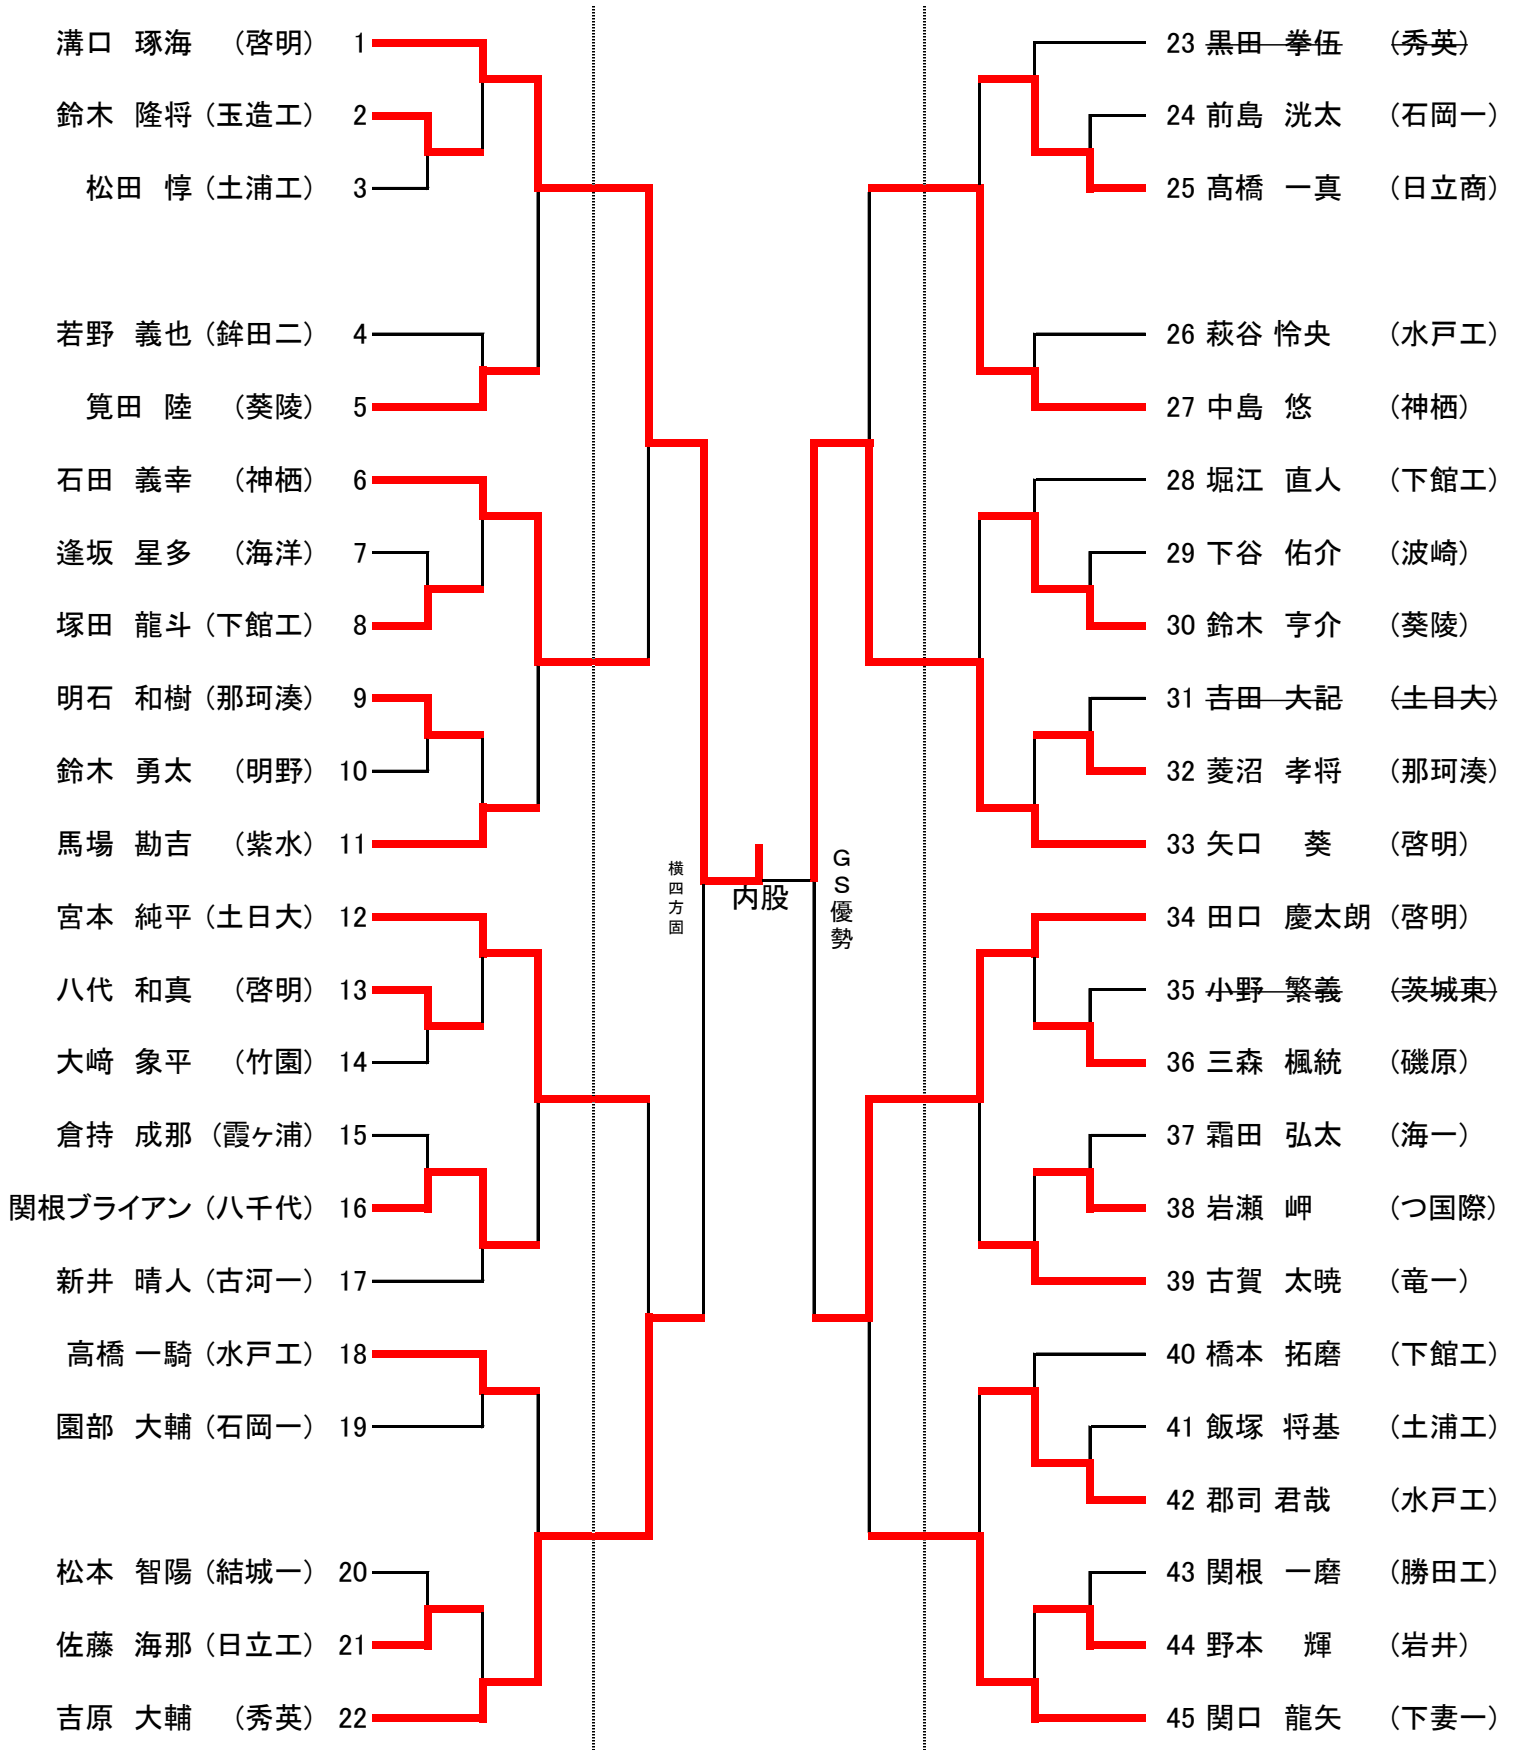 溝口 琢海 （啓明） 1
鈴木 隆将 （玉造工） 2
松田 惇 （土浦工） 3
若野 義也 （鉾田二） 4
筧田 陸 （葵陵） 5
石田 義幸 （神栖） 6
逢坂 星多 （海洋） 7
塚田 龍斗 （下館工） 8
明石 和樹 （那珂湊） 9
鈴木 勇太 （明野） 10
馬場 勘吉 （紫水） 11
宮本 純平 （土日大） 12
八代 和真 （啓明） 13
大﨑 象平 （竹園） 14
倉持 成那 （霞ヶ浦） 15
関根ブライアン （八千代） 16
新井 晴人 （古河一） 17
高橋 一騎 （水戸工） 18
園部 大輔 （石岡一） 19
松本 智陽 （結城一） 20
佐藤 海那 （日立工） 21
吉原 大輔 （秀英） 22
横四方固
内股
GS優勢
23 黒田 拳伍 （秀英）
24 前島 洸太 （石岡一）
25 髙橋 一真 （日立商）
26 萩谷 怜央 （水戸工）
27 中島 悠 （神栖）
28 堀江 直人 （下館工）
29 下谷 佑介 （波崎）
30 鈴木 亨介 （葵陵）
31 吉田 大記 （土日大）
32 菱沼 孝将 （那珂湊）
33 矢口 葵 （啓明）
34 田口 慶太朗 （啓明）
35 小野 繁義 （茨城東）
36 三森 楓統 （磯原）
37 霜田 弘太 （海一）
38 岩瀬 岬 （つ国際）
39 古賀 太暁 （竜一）
40 橋本 拓磨 （下館工）
41 飯塚 将基 （土浦工）
42 郡司 君哉 （水戸工）
43 関根 一磨 （勝田工）
44 野本 輝 （岩井）
45 関口 龍矢 （下妻一）